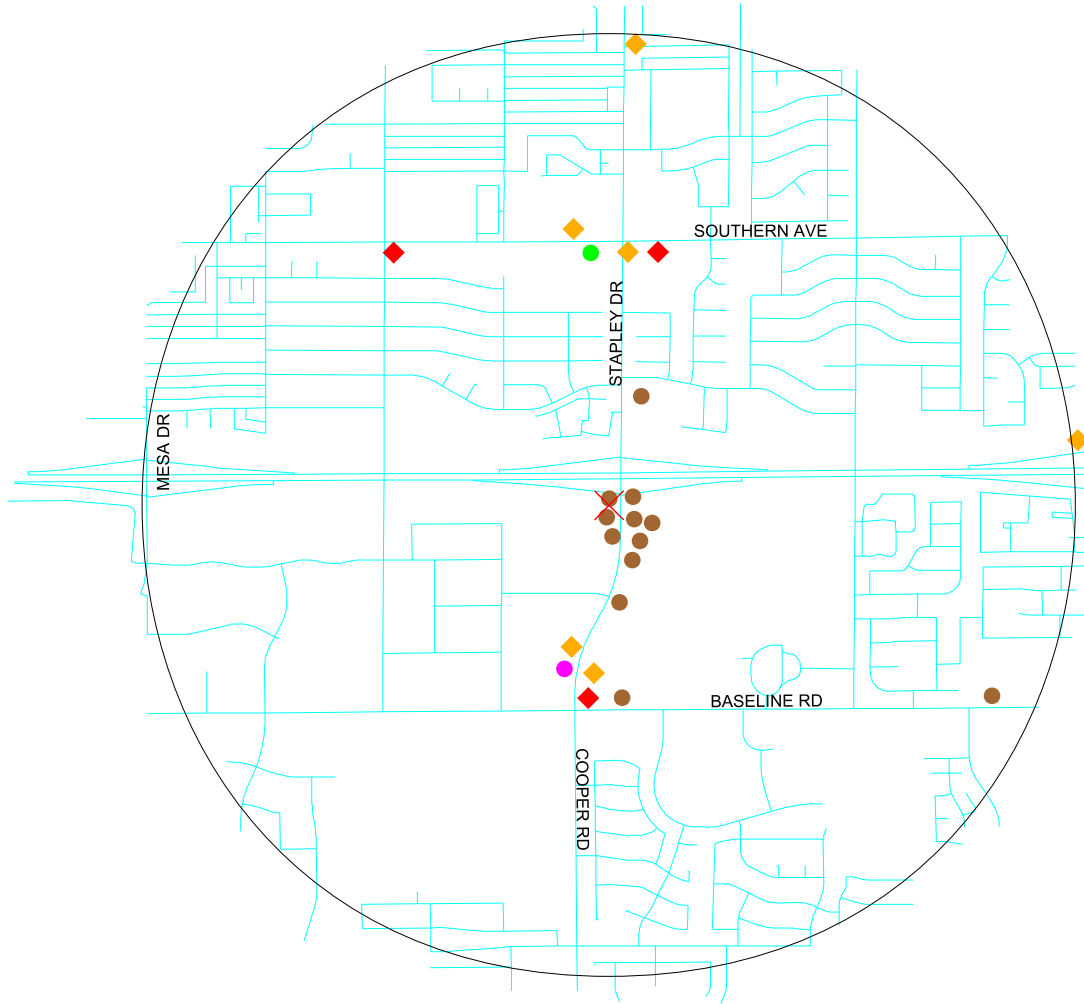 SOUTHERN AVE
STAPLEY DR
MESA DR
BASELINE RD
COOPER RD